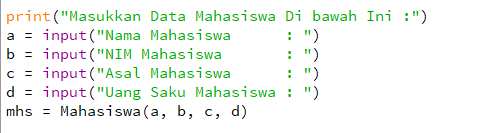 print("Masukkan Data Mahasiswa Di bawah Ini :")
a = input("Nama Mahasiswa      : ")
b = input("NIM Mahasiswa       : ")
c = input("Asal Mahasiswa      : ")
d = input("Uang Saku Mahasiswa : ")
mhs = Mahasiswa(a, b, c, d)